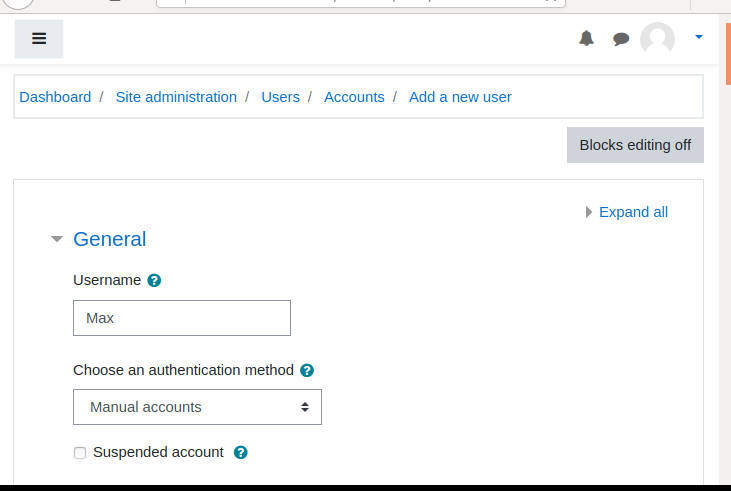 Dashboard / Site administration / Users / Accounts / Add a new user
Blocks editing off
Expand all
General
Username ?
Max
Choose an authentication method ?
Manual accounts
Suspended account ?